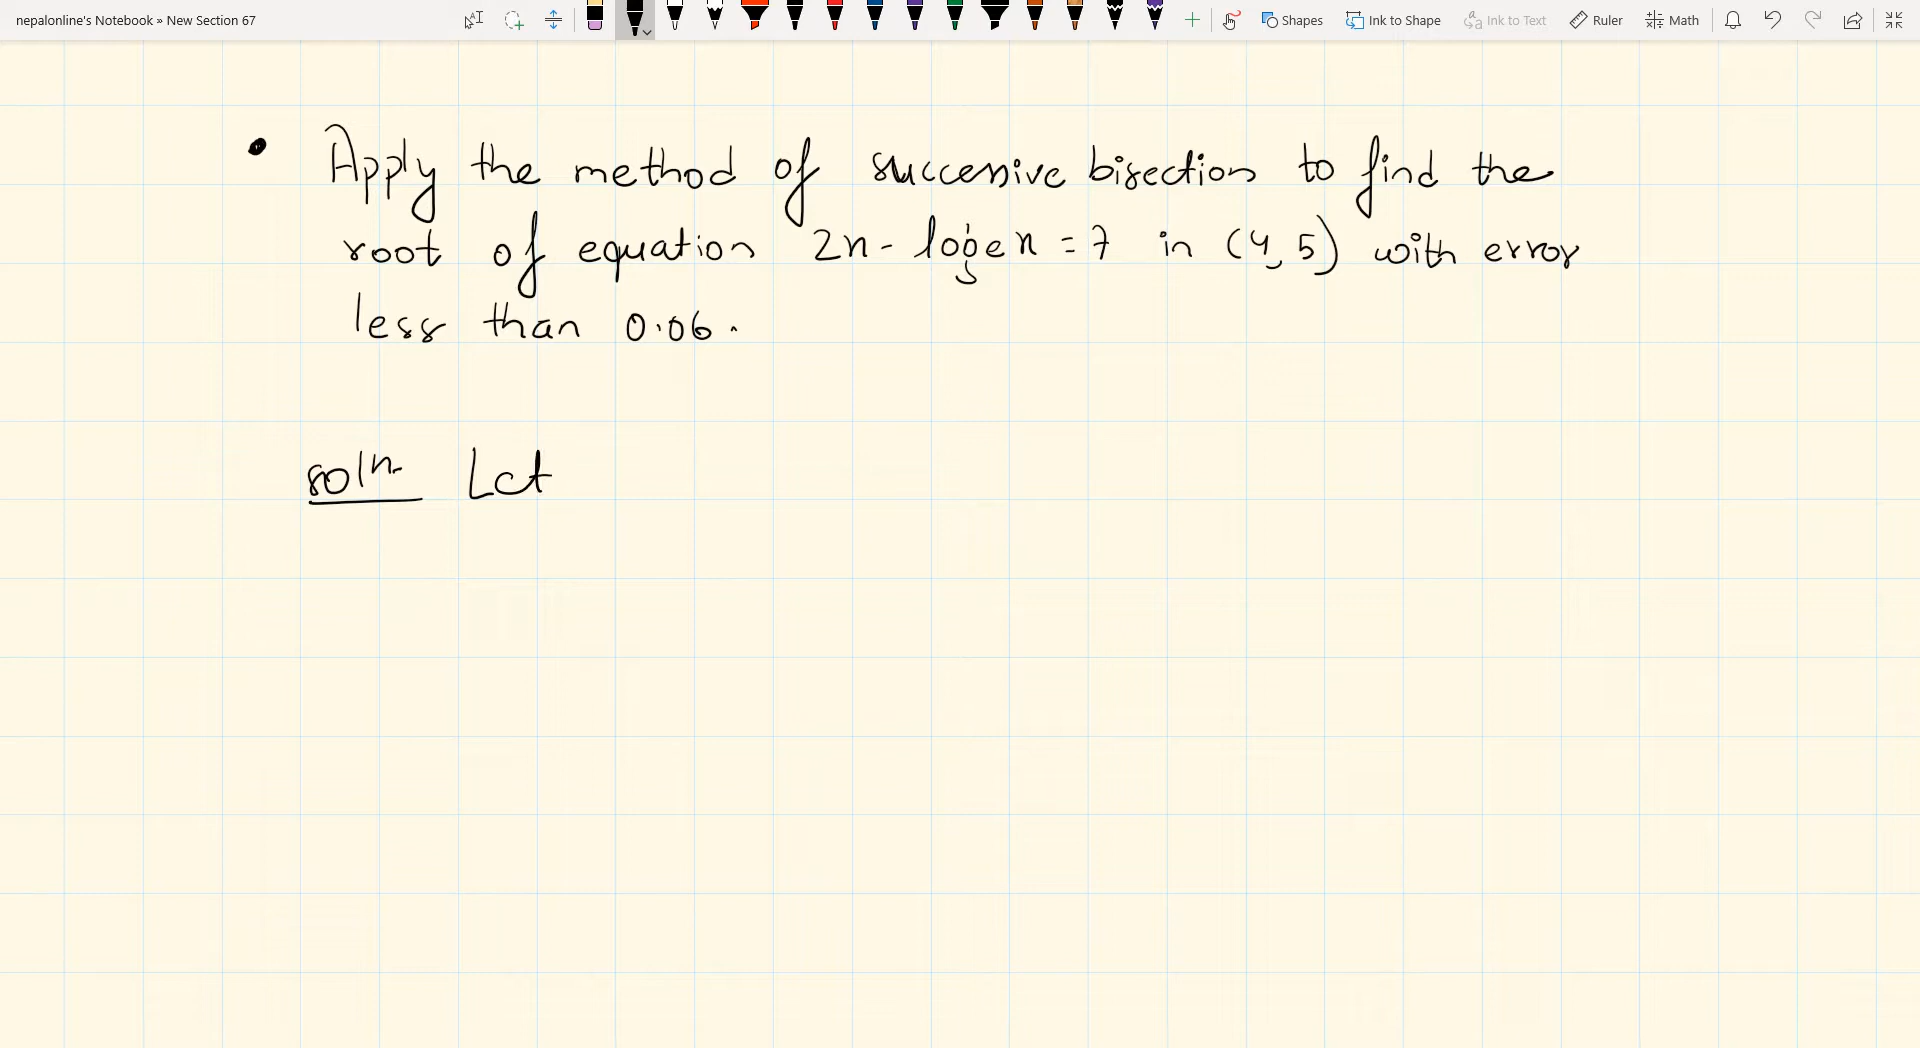 nepalonline's Notebook » New Section 67
Shapes
Ink to Shape
Ink to Text
Ruler
Math
• Apply the method of successive bisection to find the
root of equation 2x - logₑx = 7 in (4, 5) with error
less than 0.06.
soln. Let